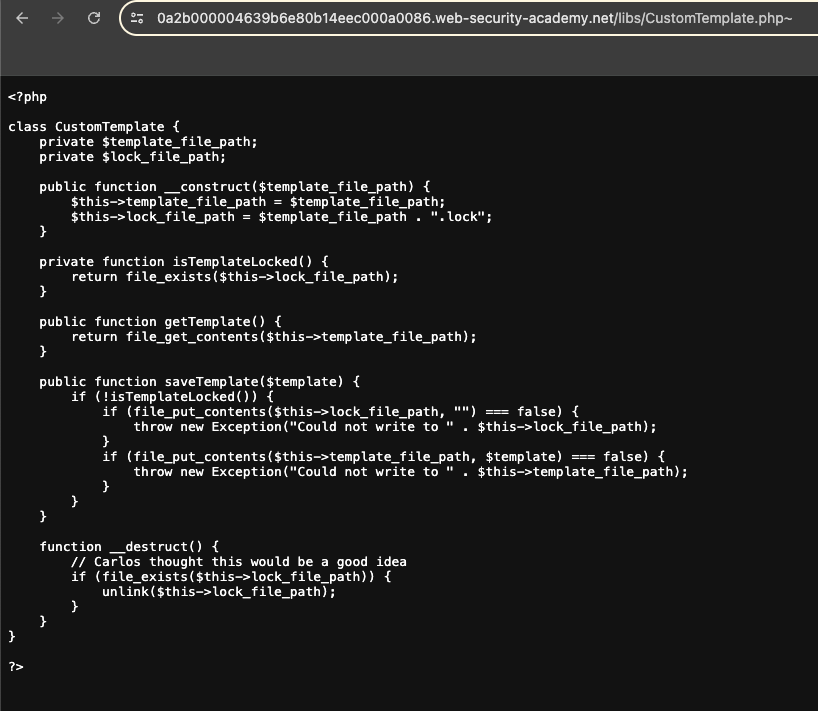 0a2b000004639b6e80b14eec000a0086.web-security-academy.net/libs/CustomTemplate.php~
<?php
class CustomTemplate {
    private $template_file_path;
    private $lock_file_path;
    public function __construct($template_file_path) {
        $this->template_file_path = $template_file_path;
        $this->lock_file_path = $template_file_path . ".lock";
    }
    private function isTemplateLocked() {
        return file_exists($this->lock_file_path);
    }
    public function getTemplate() {
        return file_get_contents($this->template_file_path);
    }
    public function saveTemplate($template) {
        if (!isTemplateLocked()) {
            if (file_put_contents($this->lock_file_path, "") === false) {
                throw new Exception("Could not write to " . $this->lock_file_path);
            }
            if (file_put_contents($this->template_file_path, $template) === false) {
                throw new Exception("Could not write to " . $this->template_file_path);
            }
        }
    }
    function __destruct() {
        // Carlos thought this would be a good idea
        if (file_exists($this->lock_file_path)) {
            unlink($this->lock_file_path);
        }
    }
}
?>